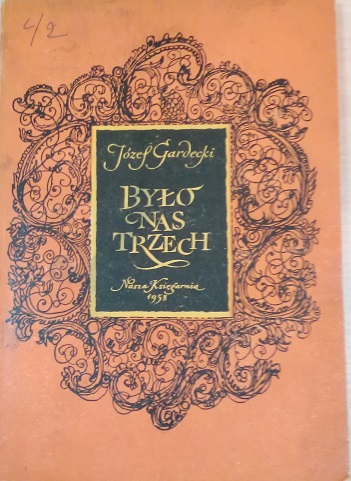 4/2
Józef Gardecki
BYŁO
NAS
TRZECH
Nasza Księgarnia
1958